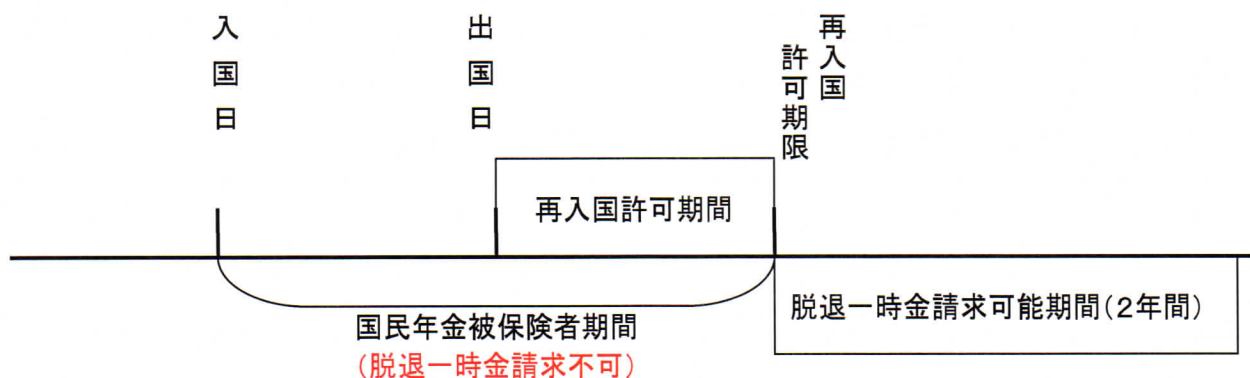 入国日
出国日
再入国
許可期限
再入国許可期間
国民年金被保険者期間
(脱退一時金請求不可)
脱退一時金請求可能期間(2年間)